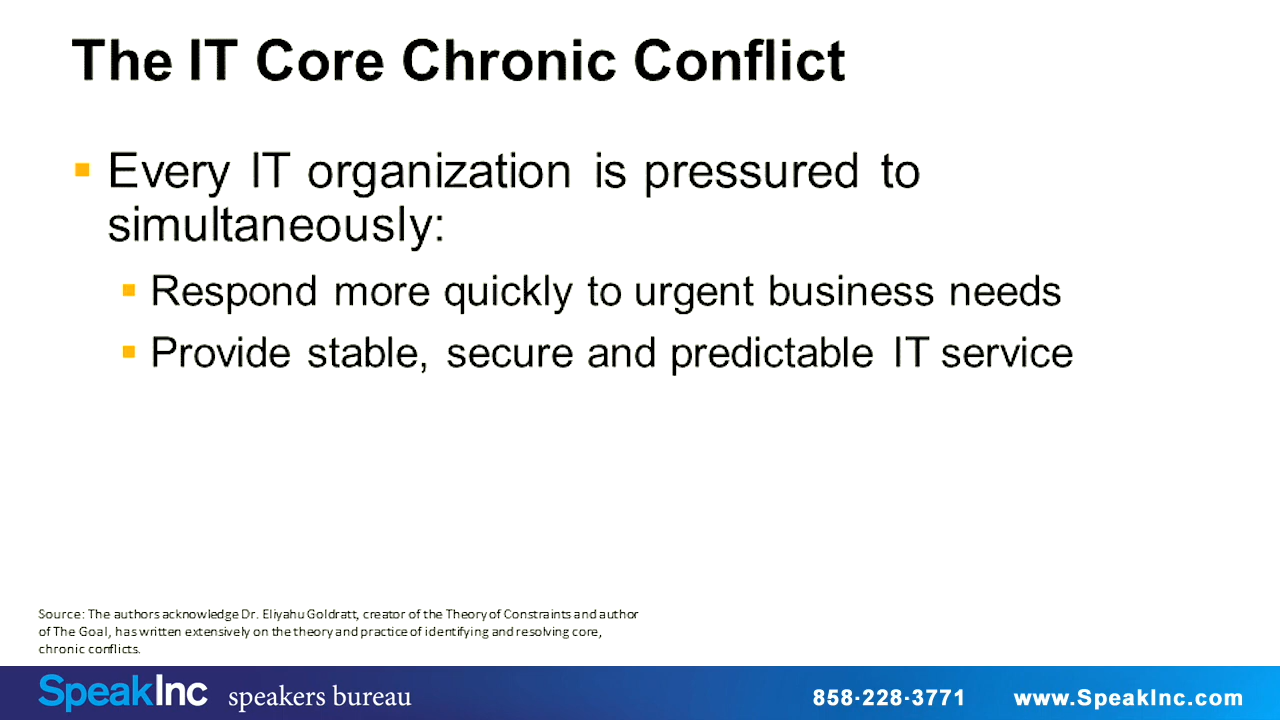 The IT Core Chronic Conflict
Every IT organization is pressured to
simultaneously:
Respond more quickly to urgent business needs
Provide stable, secure and predictable IT service
Source: The authors acknowledge Dr. Eliyahu Goldratt, creator of the Theory of Constraints and author
of The Goal, has written extensively on the theory and practice of identifying and resolving core,
chronic conflicts.
SpeakInc speakers bureau 858·228·3771 www.SpeakInc.com